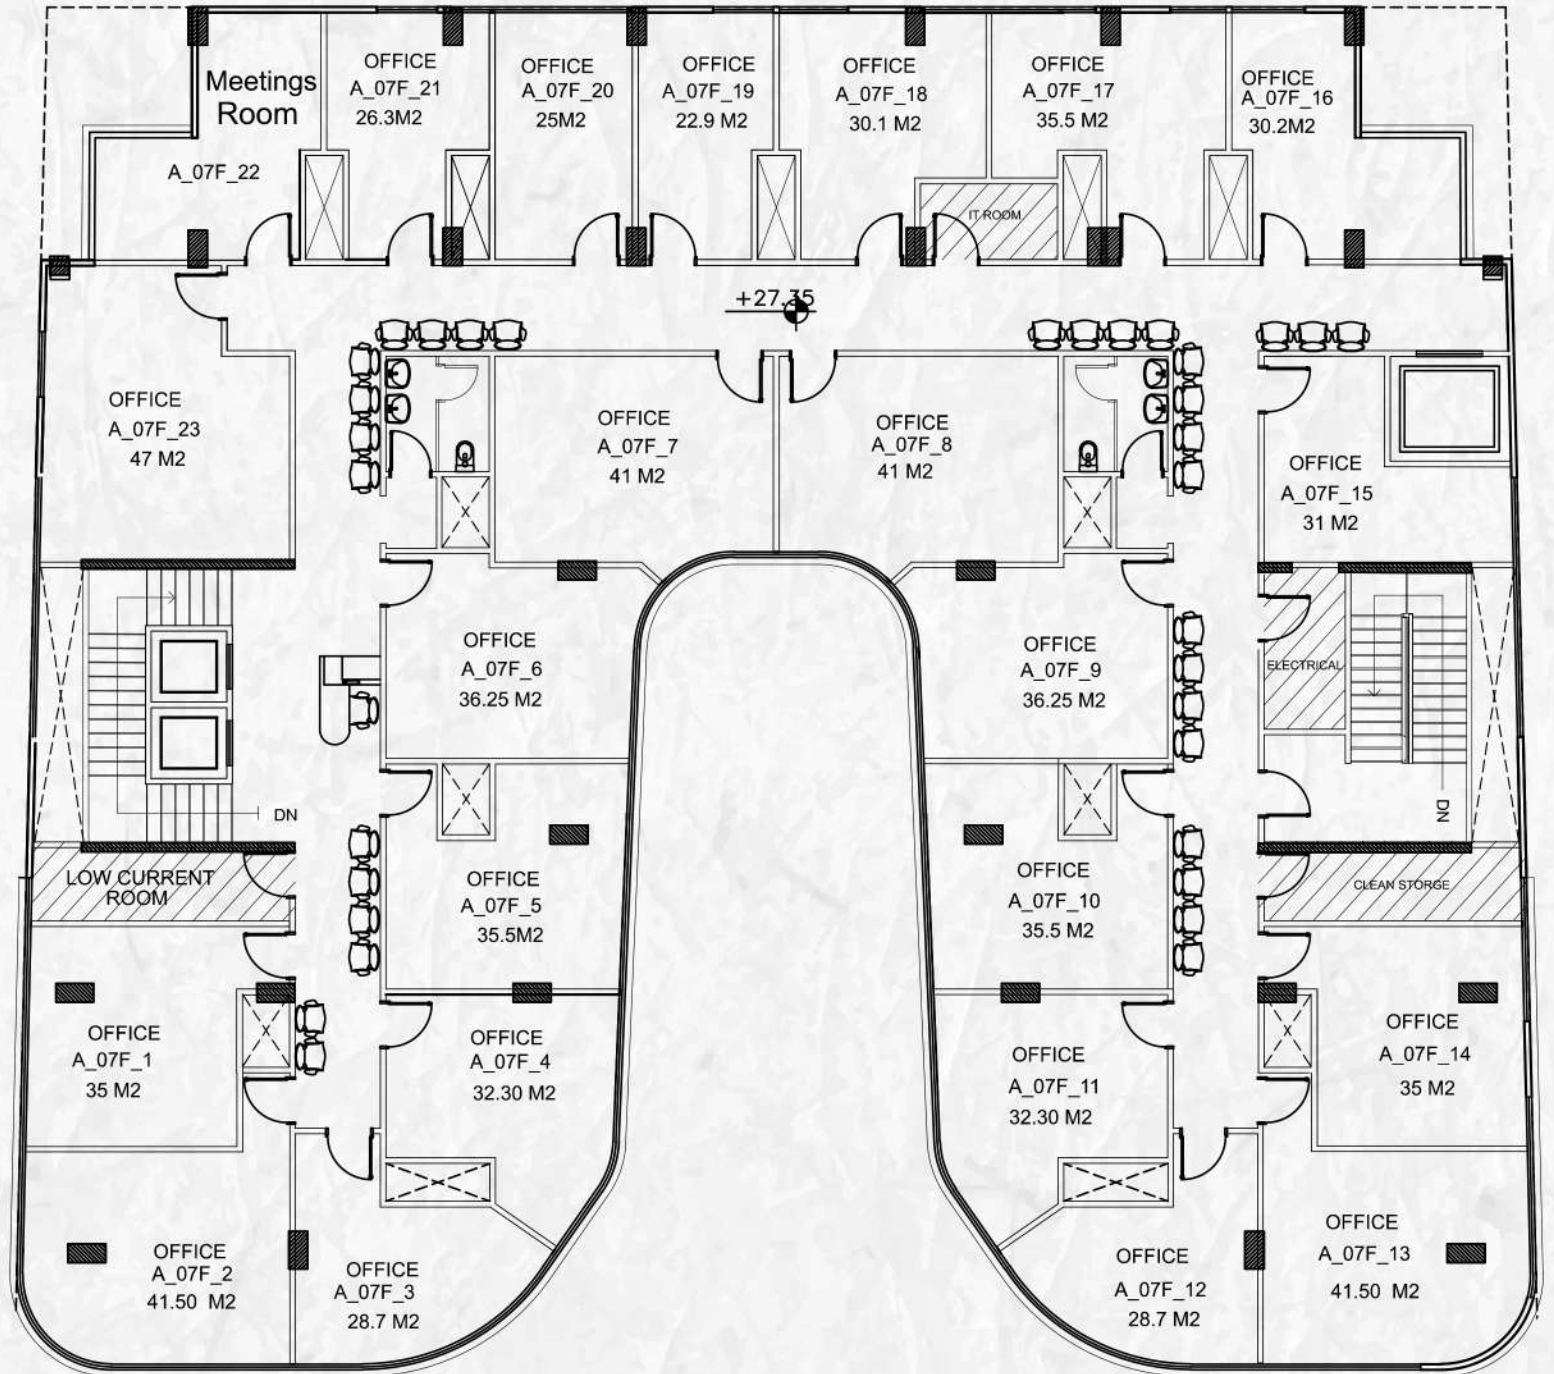 Meetings
Room
A_07F_22
OFFICE
A_07F_21
26.3M2
OFFICE
A_07F_20
25M2
OFFICE
A_07F_19
22.9 M2
OFFICE
A_07F_18
30.1 M2
OFFICE
A_07F_17
35.5 M2
OFFICE
A_07F_16
30.2M2
IT ROOM
+27.35
OFFICE
A_07F_23
47 M2
OFFICE
A_07F_7
41 M2
OFFICE
A_07F_8
41 M2
OFFICE
A_07F_15
31 M2
X
X
OFFICE
A_07F_6
36.25 M2
OFFICE
A_07F_9
36.25 M2
ELECTRICAL
DN
X
X
DN
LOW CURRENT
ROOM
OFFICE
A_07F_5
35.5M2
OFFICE
A_07F_10
35.5 M2
CLEAN STORGE
OFFICE
A_07F_1
35 M2
OFFICE
A_07F_4
32.30 M2
OFFICE
A_07F_11
32.30 M2
OFFICE
A_07F_14
35 M2
OFFICE
A_07F_2
41.50 M2
OFFICE
A_07F_3
28.7 M2
OFFICE
A_07F_12
28.7 M2
OFFICE
A_07F_13
41.50 M2